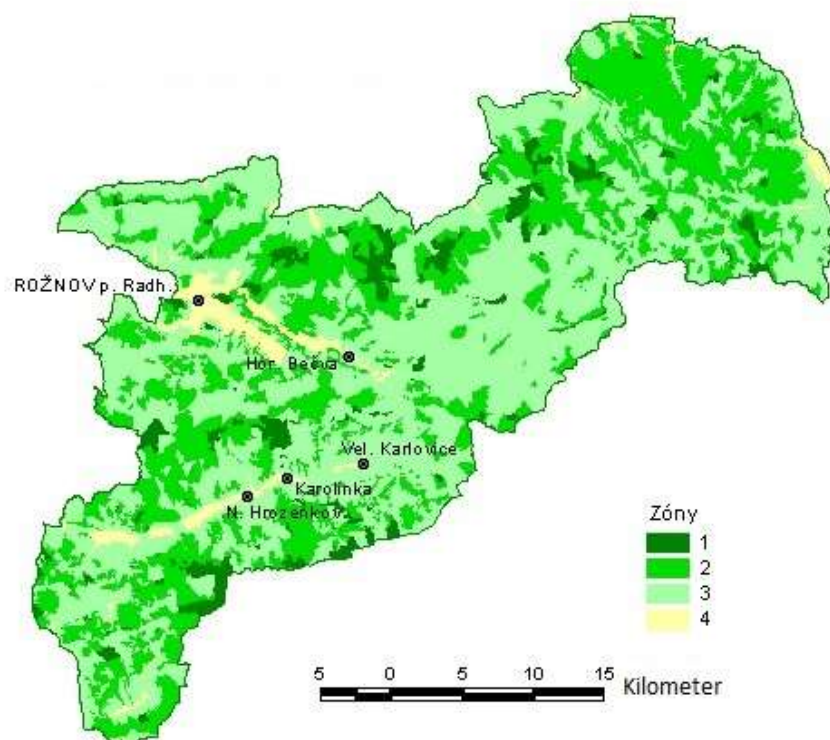 ROŽNOV p. Radh.
Hor. Bečva
Vel. Karlovice
Karolinka
N. Hrozenkov
Zóny
1
2
3
4
5 0 5 10 15 Kilometer